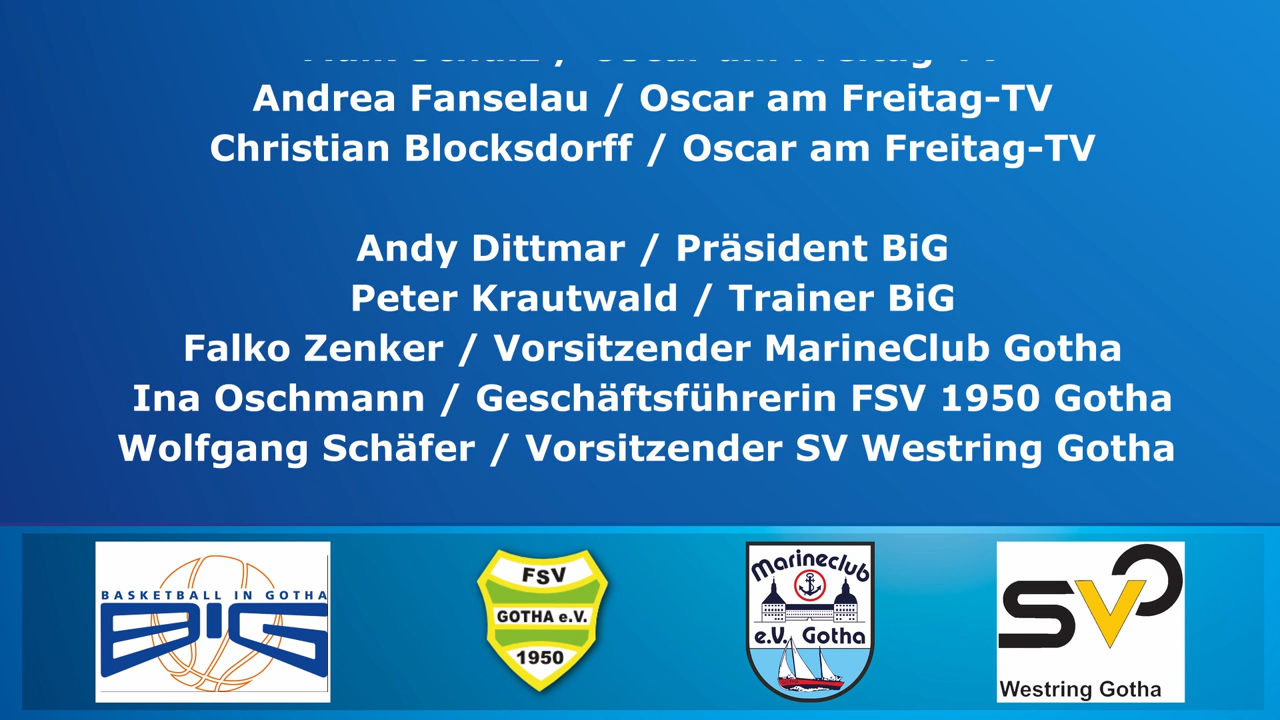 Andrea Fanselau / Oscar am Freitag-TV
Christian Blocksdorff / Oscar am Freitag-TV
Andy Dittmar / Präsident BiG
Peter Krautwald / Trainer BiG
Falko Zenker / Vorsitzender MarineClub Gotha
Ina Oschmann / Geschäftsführerin FSV 1950 Gotha
Wolfgang Schäfer / Vorsitzender SV Westring Gotha
BASKETBALL IN GOTHA
BiG
FSV
GOTHA e.V.
1950
Marineclub
e.V. Gotha
SV
Westring Gotha